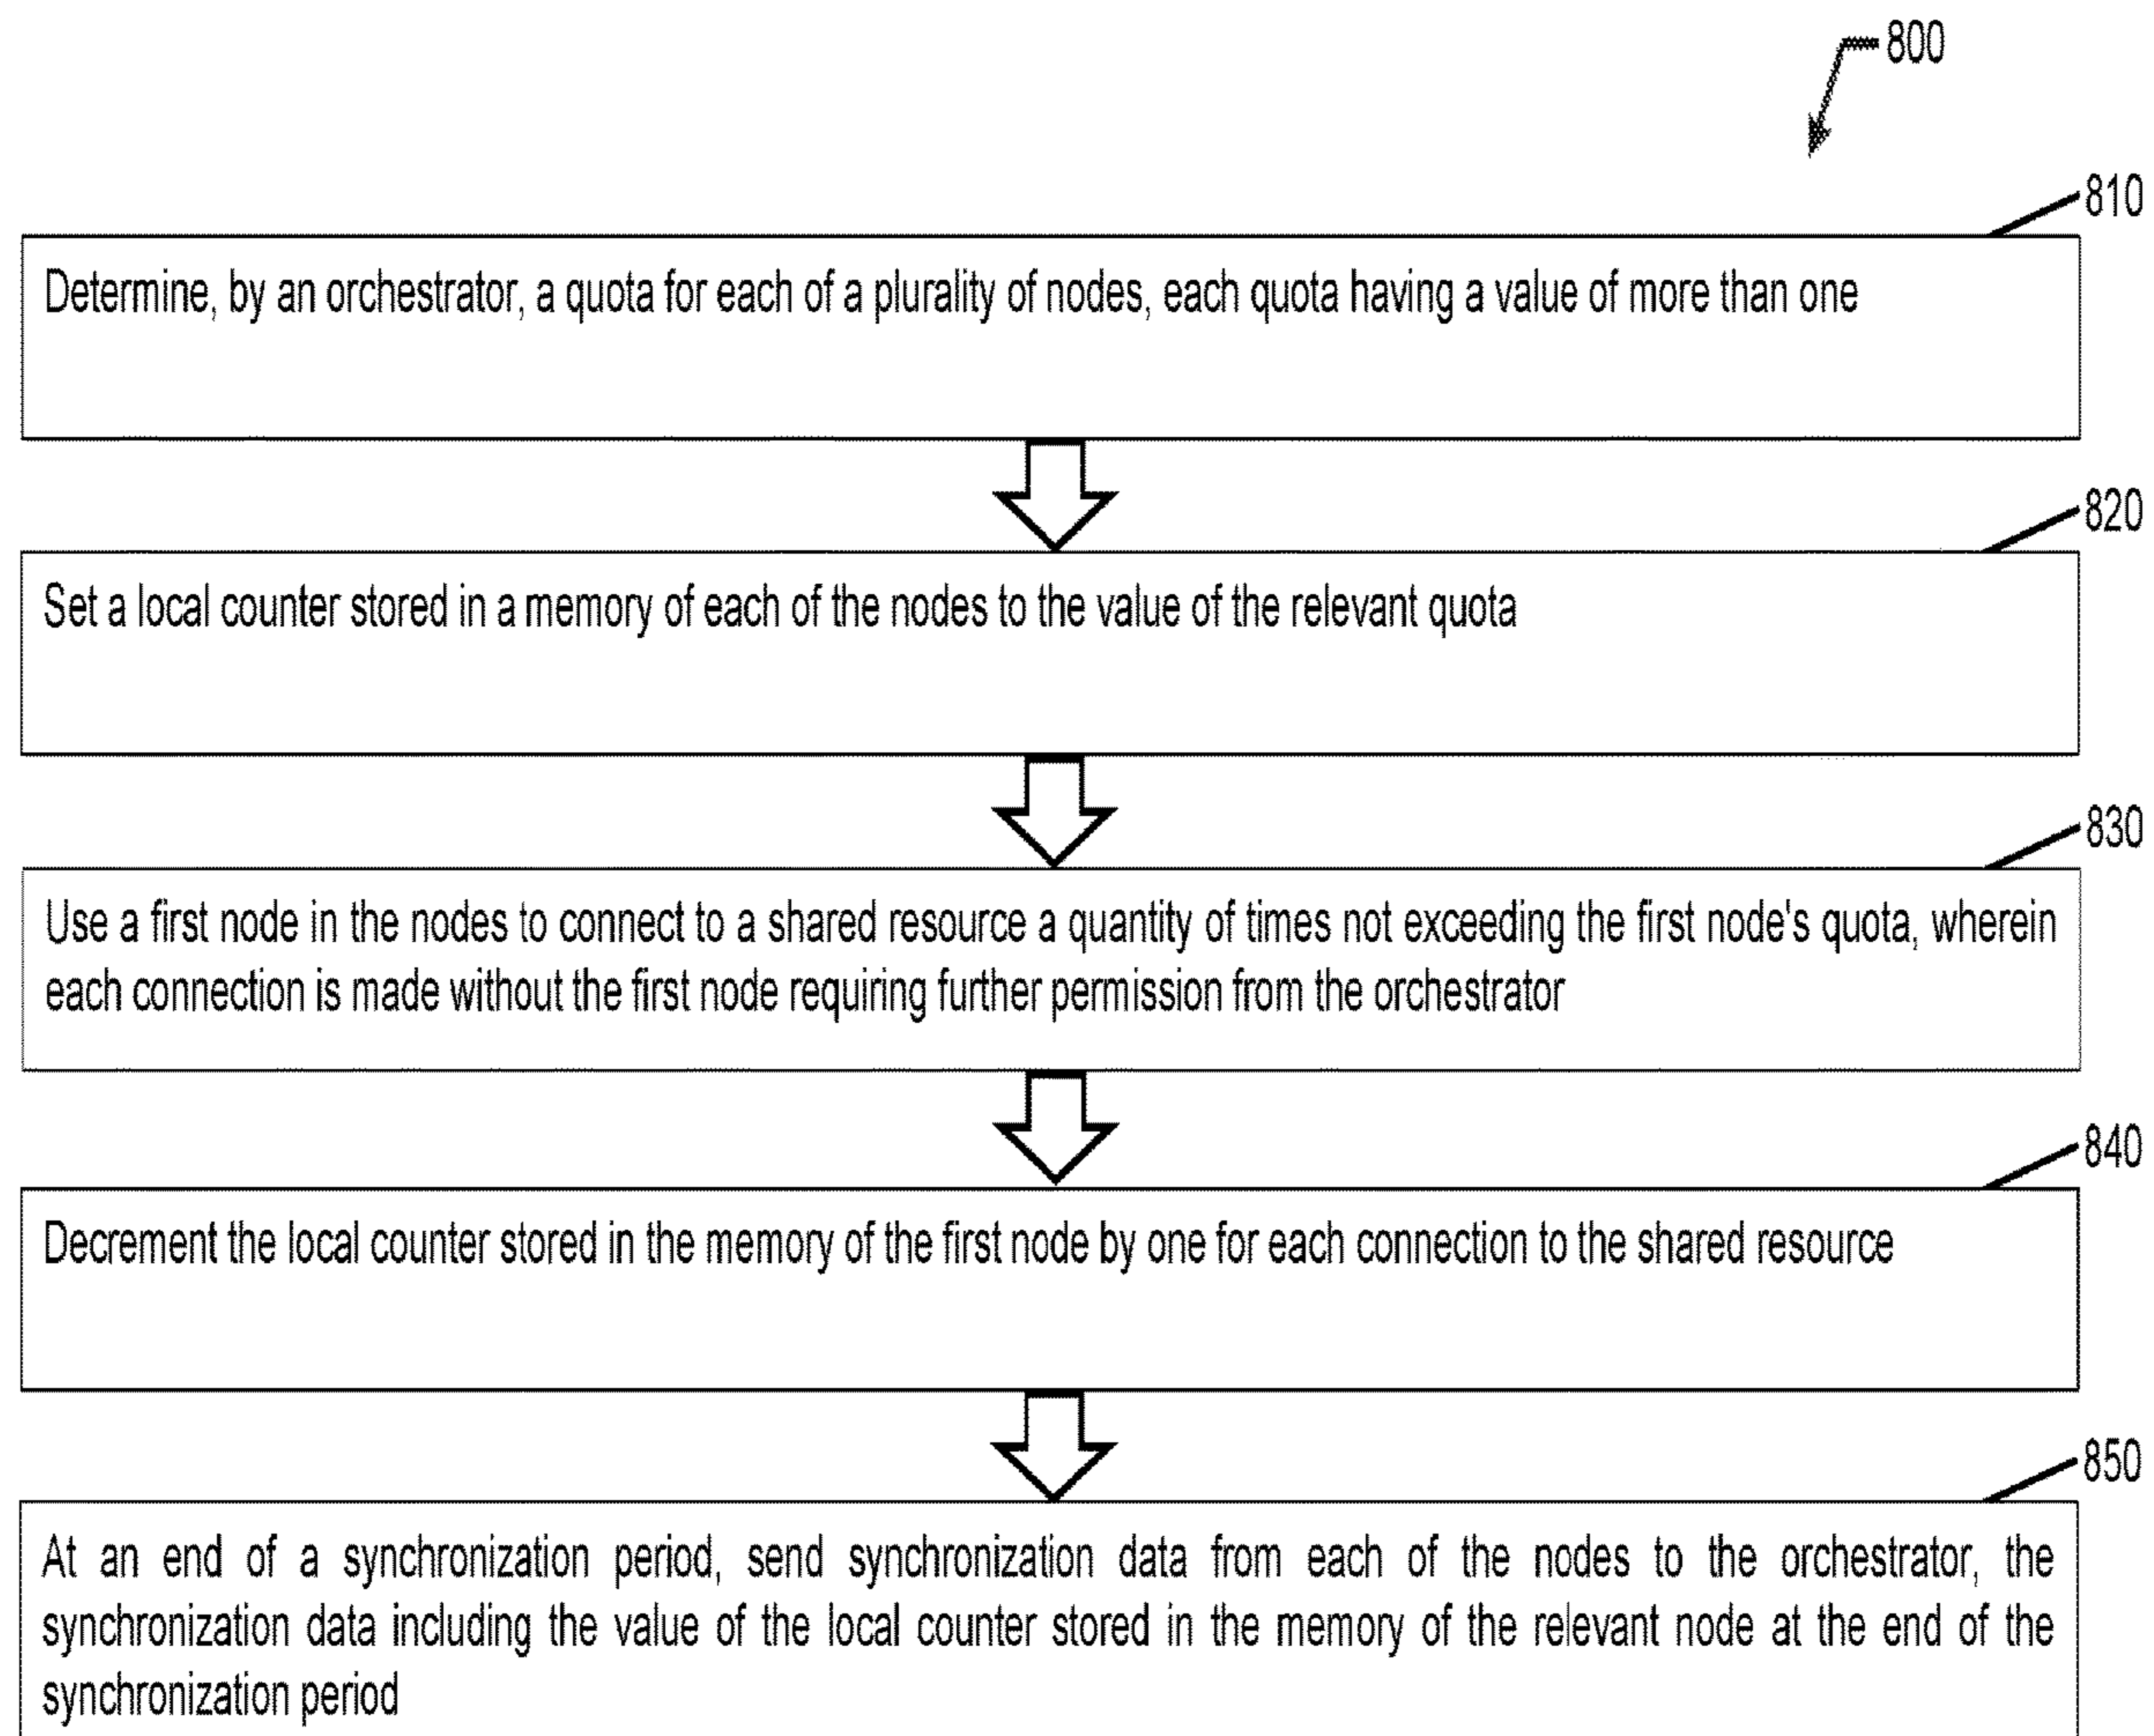 800
810
Determine, by an orchestrator, a quota for each of a plurality of nodes, each quota having a value of more than one
820
Set a local counter stored in a memory of each of the nodes to the value of the relevant quota
830
Use a first node in the nodes to connect to a shared resource a quantity of times not exceeding the first node's quota, wherein
each connection is made without the first node requiring further permission from the orchestrator
840
Decrement the local counter stored in the memory of the first node by one for each connection to the shared resource
850
At an end of a synchronization period, send synchronization data from each of the nodes to the orchestrator, the
synchronization data including the value of the local counter stored in the memory of the relevant node at the end of the
synchronization period